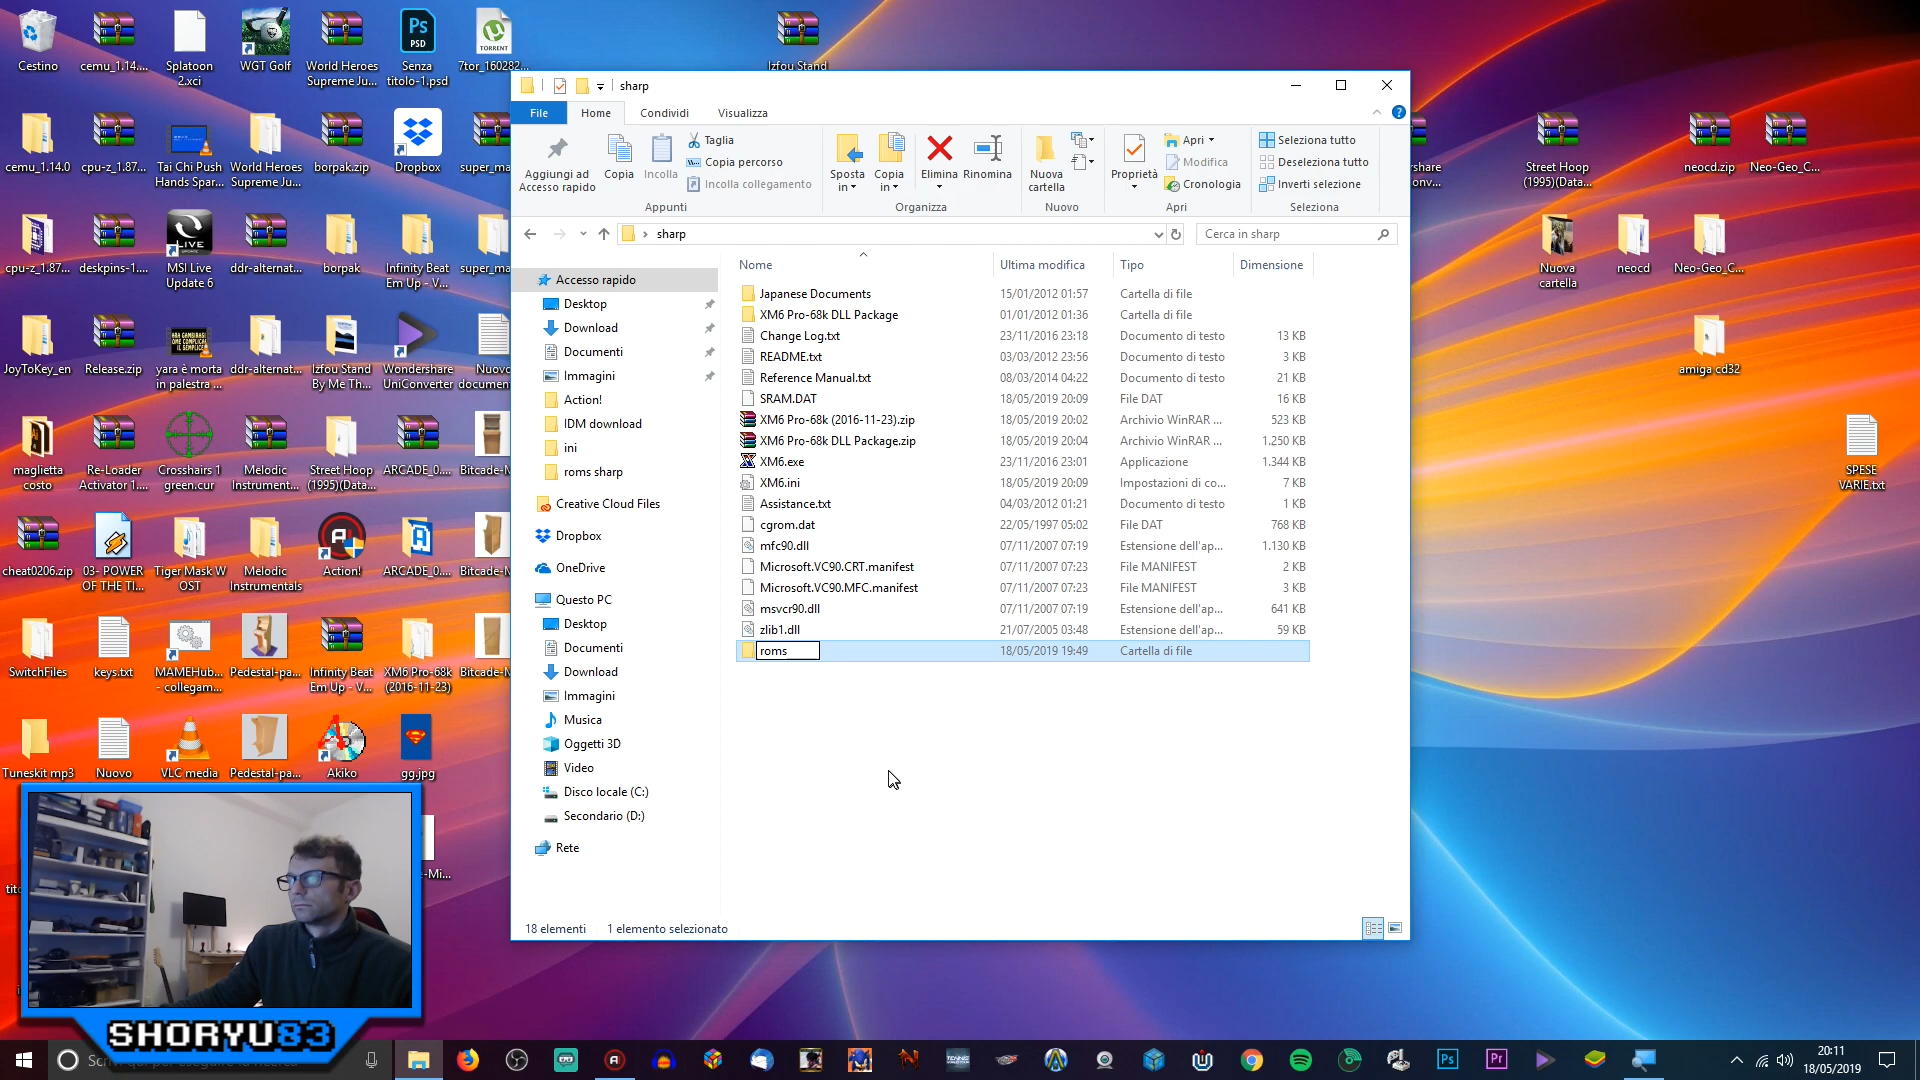 Cestino
cemu_1.14....
Splatoon
2.xci
WGT Golf
World Heroes
Supreme Ju...
Senza
titolo-1.psd
7tor_160282...
Izfou Stand
sharp
File
Home
Condividi
Visualizza
Aggiungi ad
Accesso rapido
Copia
Incolla
Taglia
Copia percorso
Incolla collegamento
Appunti
Sposta
in
Copia
in
Elimina
Rinomina
Organizza
Nuova
cartella
Nuovo
Proprietà
Apri
Modifica
Cronologia
Apri
Seleziona tutto
Deseleziona tutto
Inverti selezione
Seleziona
sharp
Cerca in sharp
Nome
Ultima modifica
Tipo
Dimensione
Japanese Documents 15/01/2012 01:57 Cartella di file
XM6 Pro-68k DLL Package 01/01/2012 01:36 Cartella di file
Change Log.txt 23/11/2016 23:18 Documento di testo 13 KB
README.txt 03/03/2012 23:56 Documento di testo 3 KB
Reference Manual.txt 08/03/2014 04:22 Documento di testo 21 KB
SRAM.DAT 18/05/2019 20:09 File DAT 16 KB
XM6 Pro-68k (2016-11-23).zip 18/05/2019 20:02 Archivio WinRAR ... 523 KB
XM6 Pro-68k DLL Package.zip 18/05/2019 20:04 Archivio WinRAR ... 1.250 KB
XM6.exe 23/11/2016 23:01 Applicazione 1.344 KB
XM6.ini 18/05/2019 20:09 Impostazioni di co... 7 KB
Assistance.txt 04/03/2012 01:21 Documento di testo 1 KB
cgrom.dat 22/05/1997 05:02 File DAT 768 KB
mfc90.dll 07/11/2007 07:19 Estensione dell'ap... 1.130 KB
Microsoft.VC90.CRT.manifest 07/11/2007 07:23 File MANIFEST 2 KB
Microsoft.VC90.MFC.manifest 07/11/2007 07:23 File MANIFEST 3 KB
msvcr90.dll 07/11/2007 07:19 Estensione dell'ap... 641 KB
zlib1.dll 21/07/2005 03:48 Estensione dell'ap... 59 KB
roms 18/05/2019 19:49 Cartella di file
Accesso rapido
Desktop
Download
Documenti
Immagini
Action!
IDM download
ini
roms sharp
Creative Cloud Files
Dropbox
OneDrive
Questo PC
Desktop
Documenti
Download
Immagini
Musica
Oggetti 3D
Video
Disco locale (C:)
Secondario (D:)
Rete
18 elementi
1 elemento selezionato
cemu_1.14.0
cpu-z_1.87...
Tai Chi Push
Hands Spar...
World Heroes
Supreme Ju...
borpak.zip
Dropbox
super_ma
cpu-z_1.87...
deskpins-1....
MSI Live
Update 6
ddr-alternat...
borpak
Infinity Beat
Em Up - V...
super_ma
JoyToKey_en
Release.zip
yara è morta
in palestra ...
ddr-alternat...
Izfou Stand
By Me Th...
Wondershare
UniConverter
Nuovo
documen
maglietta
costo
Re-Loader
Activator 1....
Crosshairs 1
green.cur
Melodic
Instrument...
Street Hoop
(1995)(Data...
ARCADE_0....
Bitcade-M
cheat0206.zip
03- POWER
OF THE TI...
Tiger Mask W
OST
Melodic
Instrumentals
Action!
ARCADE_0....
Bitcade-M
SwitchFiles
keys.txt
MAMEHub...
- collegam...
Pedestal-pa...
Infinity Beat
Em Up - V...
XM6 Pro-68k
(2016-11-23)
Bitcade-M
Tuneskit mp3
Nuovo
VLC media
Pedestal-pa...
Akiko
gg.jpg
-Mi...
share
onv...
Street Hoop
(1995)(Data...
neocd.zip
Neo-Geo_C...
Nuova
cartella
neocd
Neo-Geo_C...
amiga cd32
SPESE
VARIE.txt
SHORYU83
20:11
18/05/2019